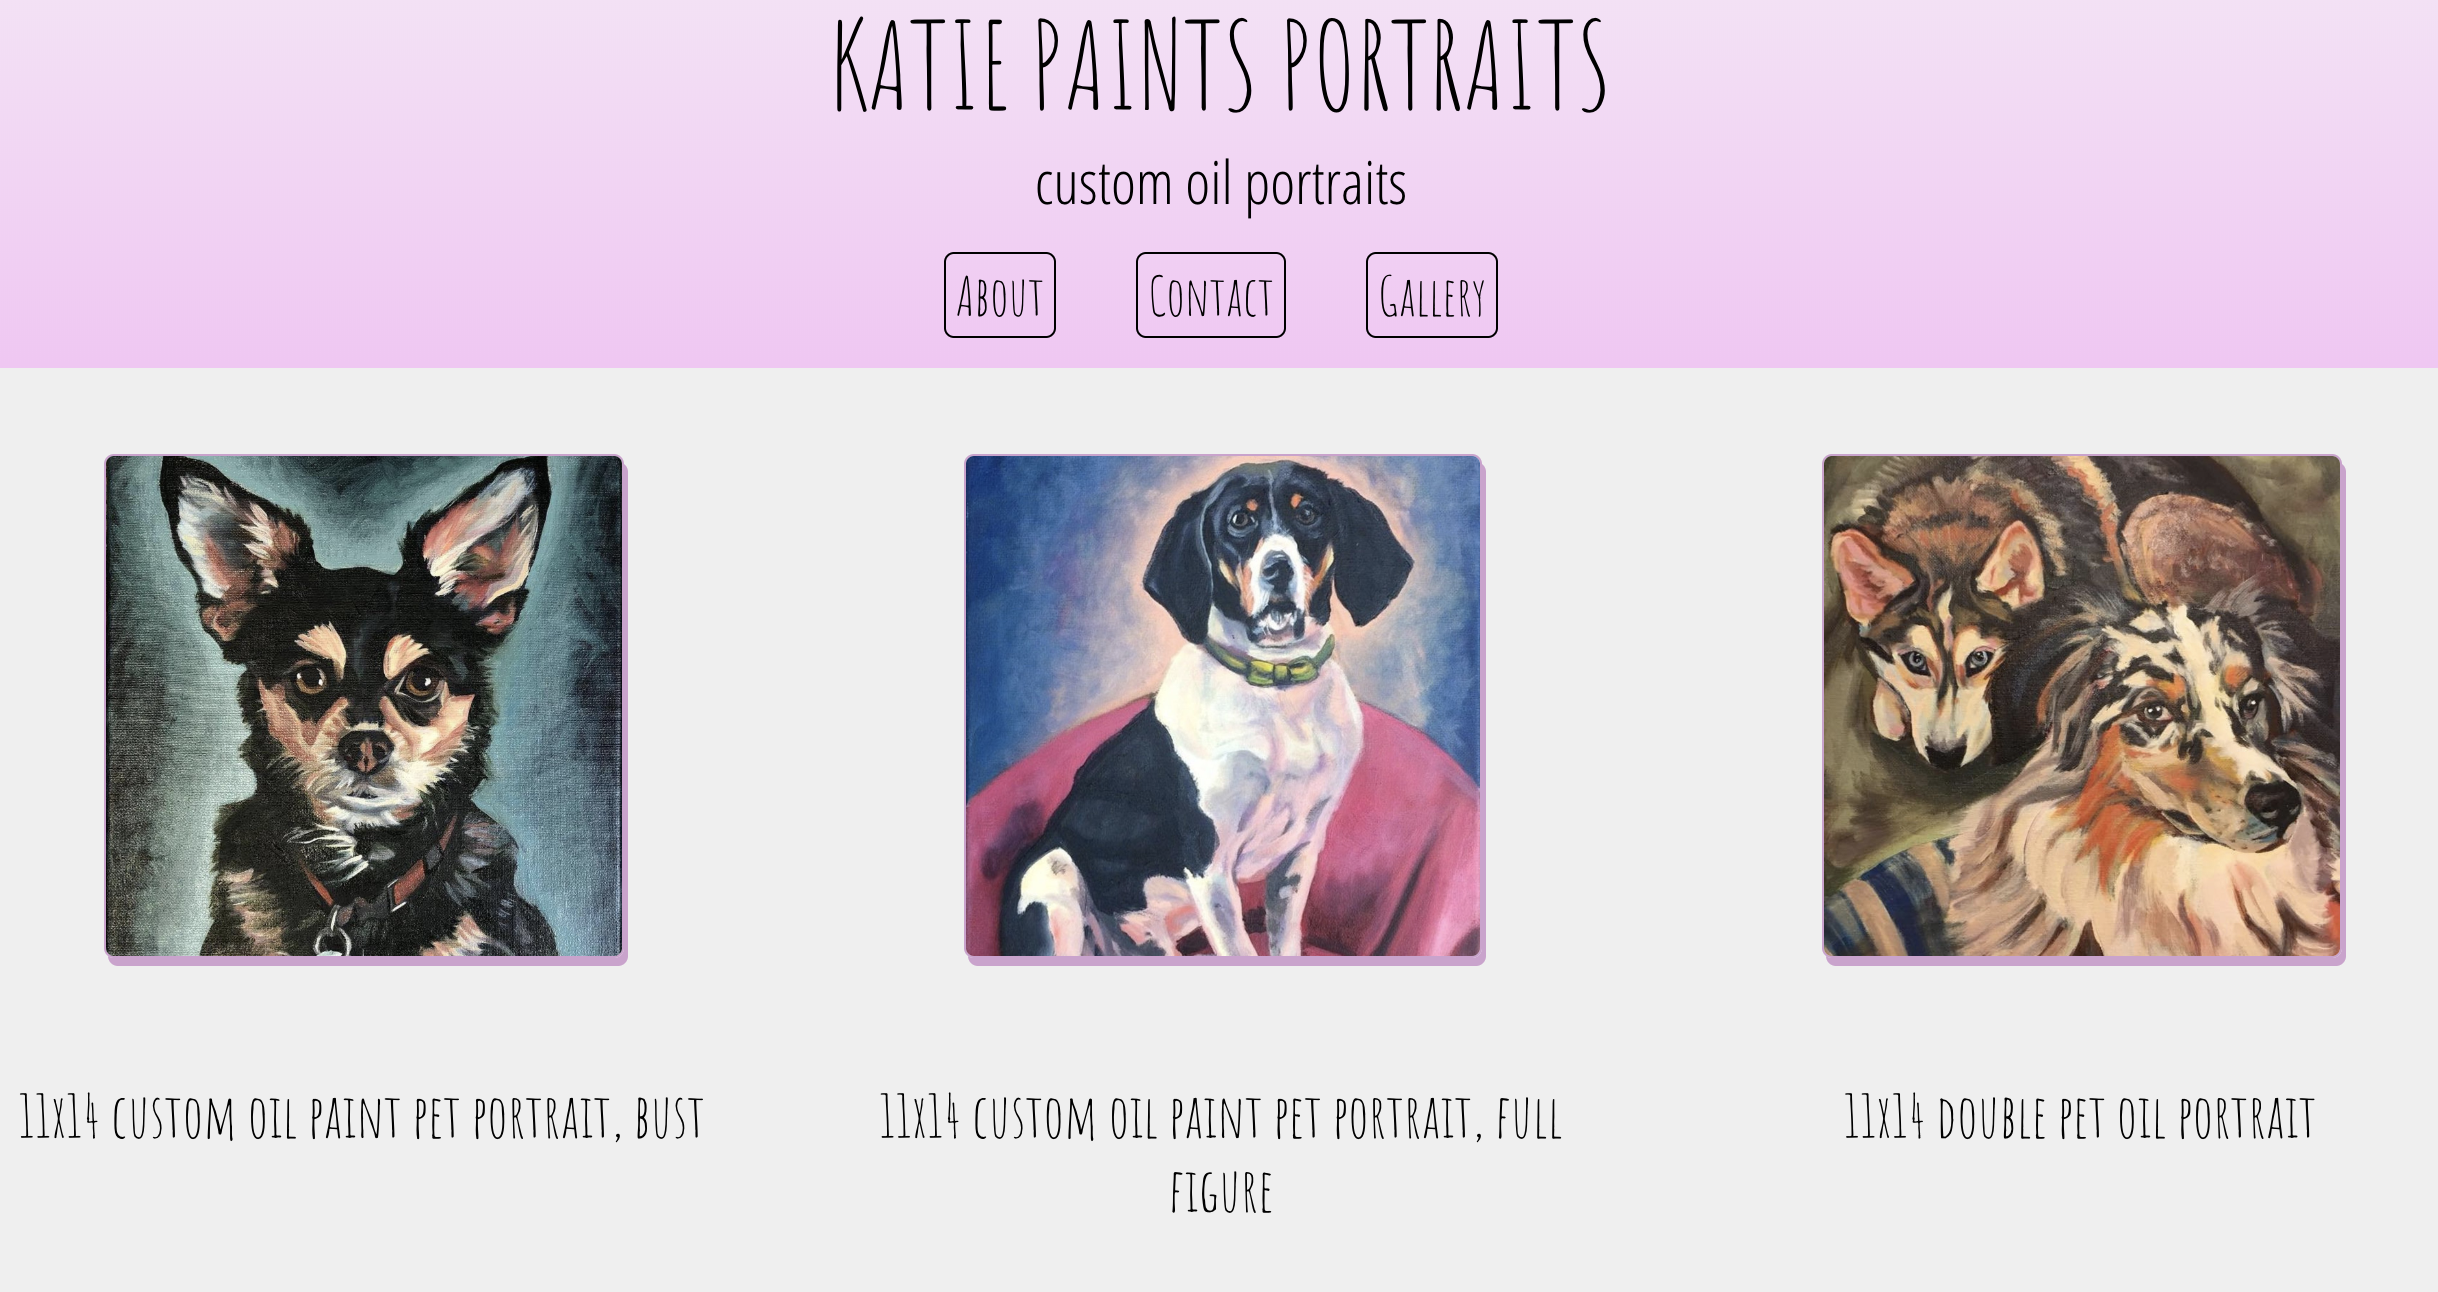 KATIE PAINTS PORTRAITS
custom oil portraits
About
Contact
Gallery
11x14 custom oil paint pet portrait, bust
11x14 custom oil paint pet portrait, full
figure
11x14 double pet oil portrait